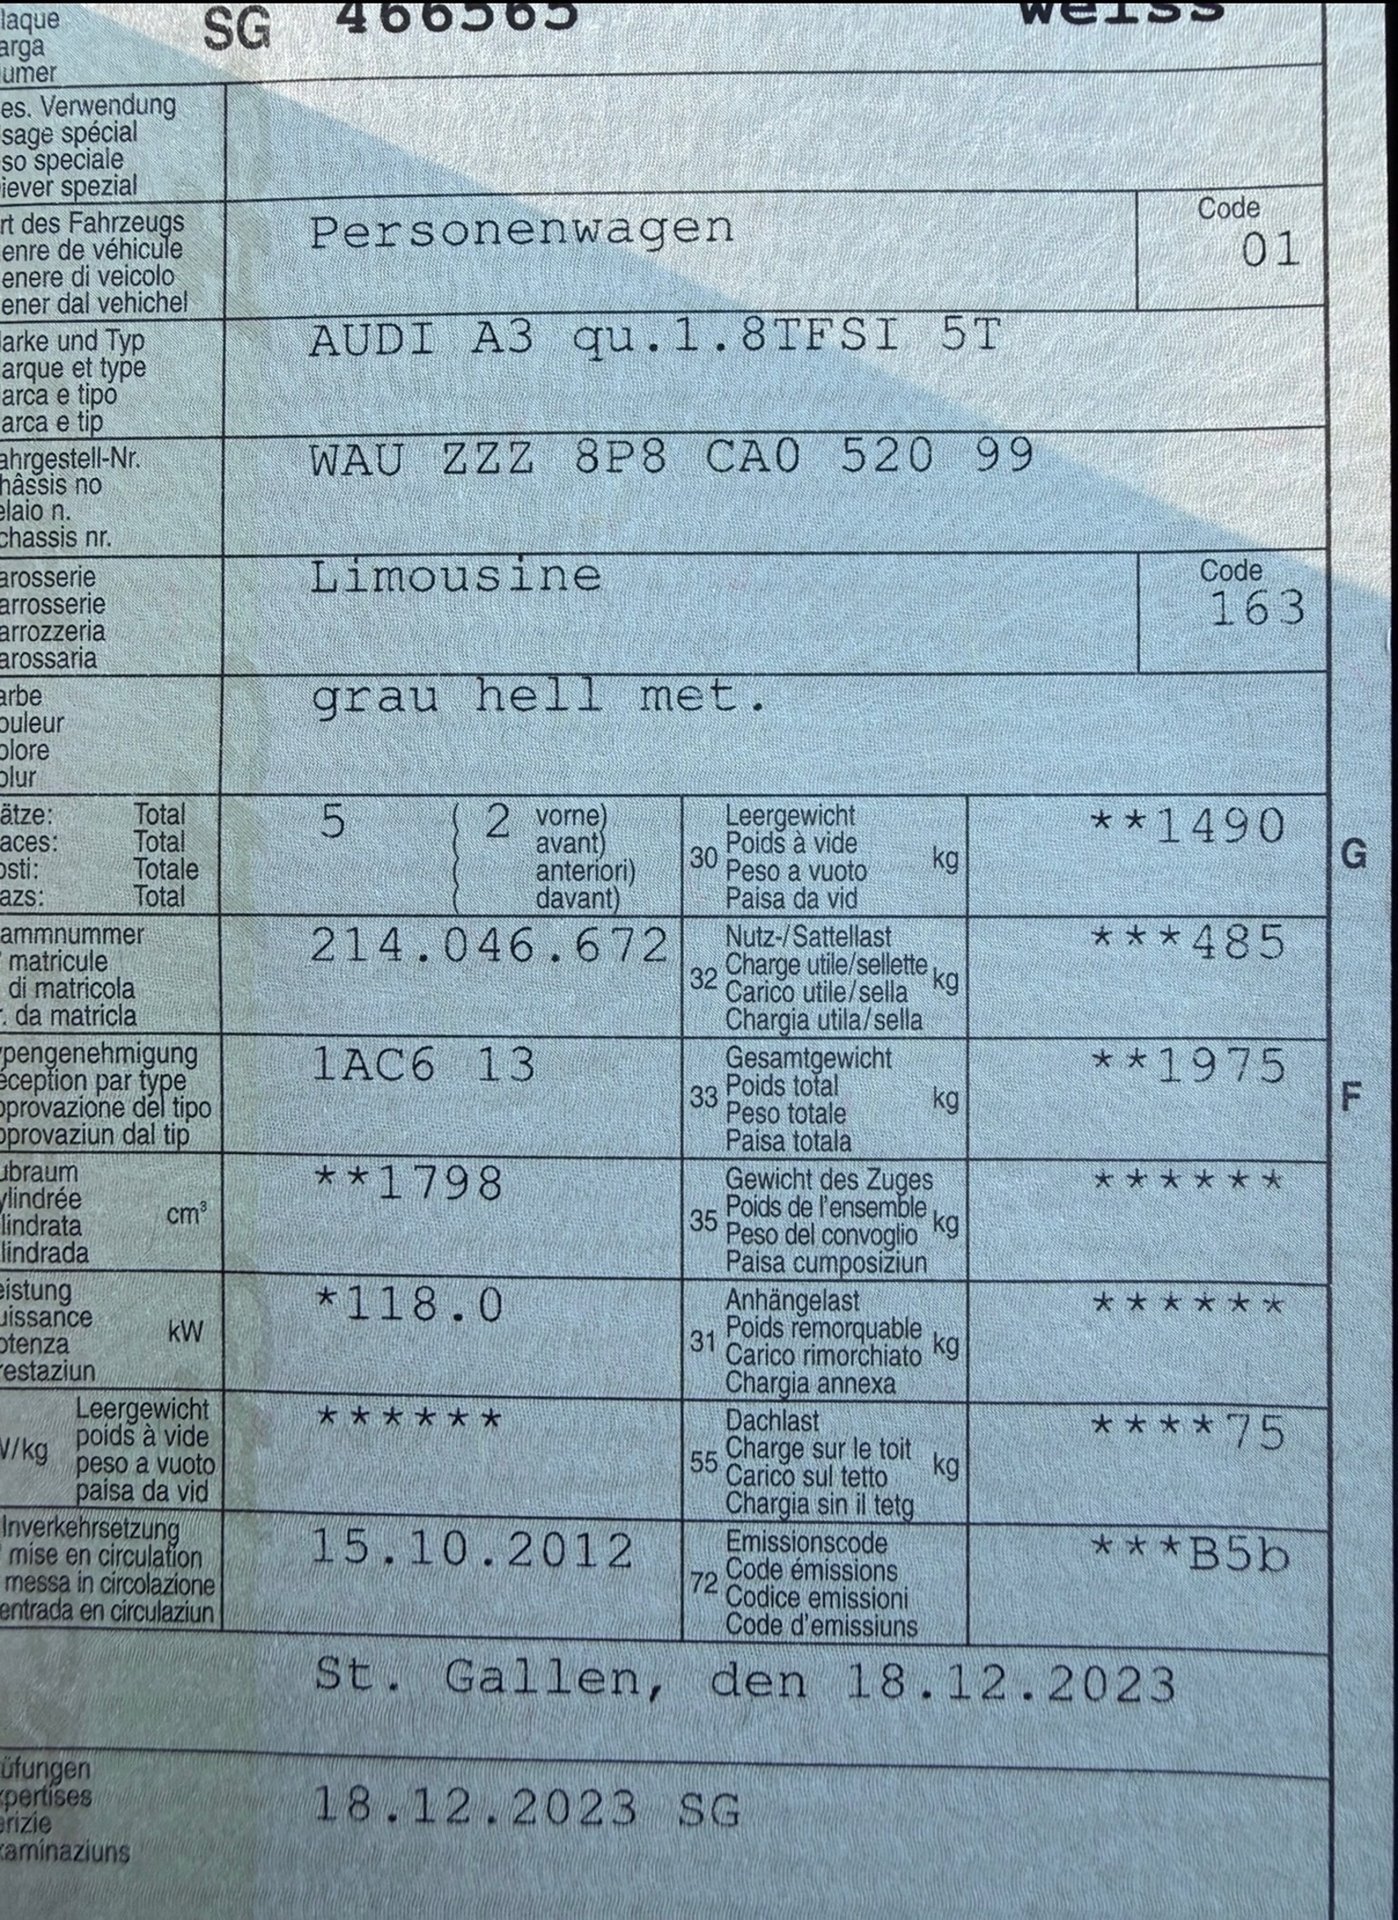 laque
arga SG 466565 weiss
umer
es. Verwendung
sage spécial
so speciale
iever spezial
rt des Fahrzeugs
enre de véhicule
enere di veicolo
ener dal vehichel
Personenwagen
Code
01
arke und Typ
arque et type
arca e tipo
arca e tip
AUDI A3 qu.1.8TFSI 5T
ahrgestell-Nr.
hâssis no
elaio n.
chassis nr.
WAU ZZZ 8P8 CA0 520 99
arosserie
arrosserie
arrozzeria
arossaria
Limousine
Code
163
arbe
ouleur
olore
olur
grau hell met.
ätze: Total
aces: Total
osti: Totale
azs: Total
5 ( 2 vorne)
avant)
( anteriori)
( davant)
30
Leergewicht
Poids à vide
Peso a vuoto
Paisa da vid
kg
**1490
G
ammnummer
matricule
di matricola
. da matricla
214.046.672
32
Nutz-/Sattellast
Charge utile/sellette
Carico utile/sella
Chargia utila/sella
kg
***485
ypengenehmigung
éception par type
pprovazione del tipo
pprovaziun dal tip
1AC6 13
33
Gesamtgewicht
Poids total
Peso totale
Paisa totala
kg
**1975
F
ubraum
ylindrée
lindrata
lindrada
cm³
**1798
35
Gewicht des Zuges
Poids de l'ensemble
Peso del convoglio
Paisa cumposiziun
kg
******
eistung
uissance
otenza
restaziun
kW
*118.0
31
Anhängelast
Poids remorquable
Carico rimorchiato
Chargia annexa
kg
******
/kg
Leergewicht
poids à vide
peso a vuoto
paisa da vid
******
55
Dachlast
Charge sur le toit
Carico sul tetto
Chargia sin il tetg
kg
****75
Inverkehrsetzung
mise en circulation
messa in circolazione
entrada en circulaziun
15.10.2012
72
Emissionscode
Code émissions
Codice emissioni
Code d'emissiuns
***B5b
St. Gallen, den 18.12.2023
üfungen
xpertises
erizie
xaminaziuns
18.12.2023 SG